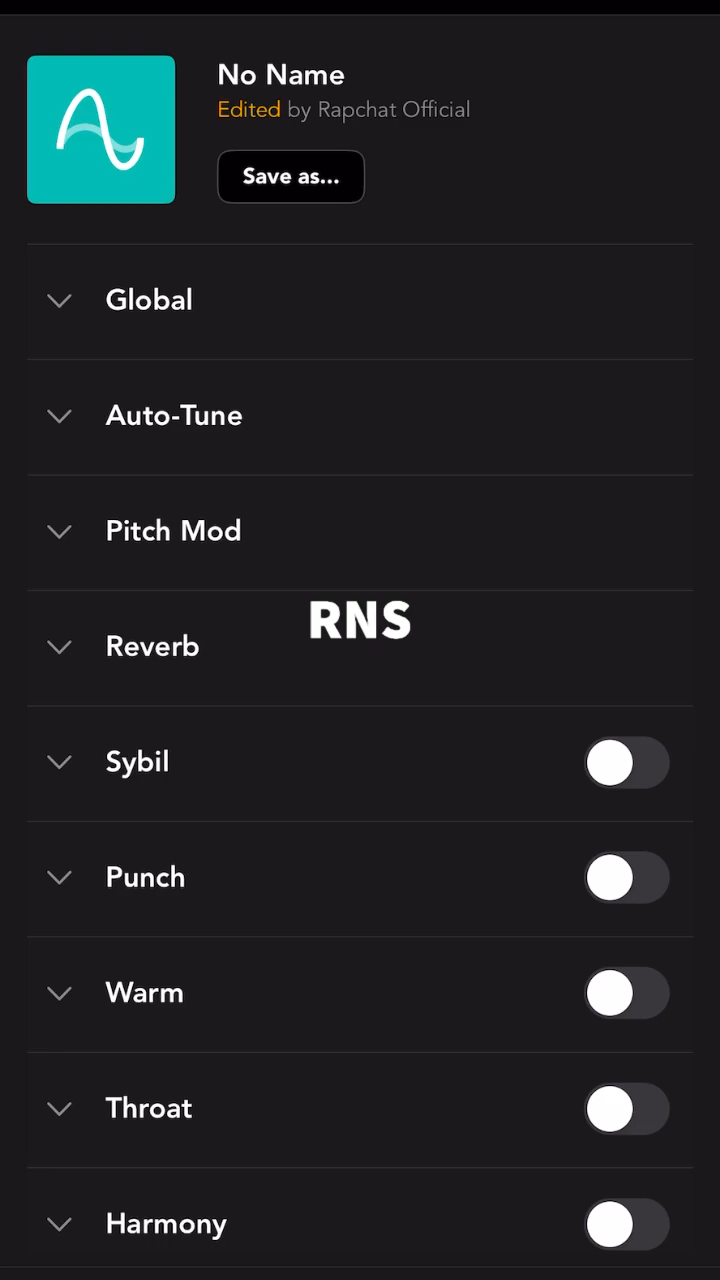 No Name
Edited by Rapchat Official
Save as...
Global
Auto-Tune
Pitch Mod
RNS
Reverb
Sybil
Punch
Warm
Throat
Harmony